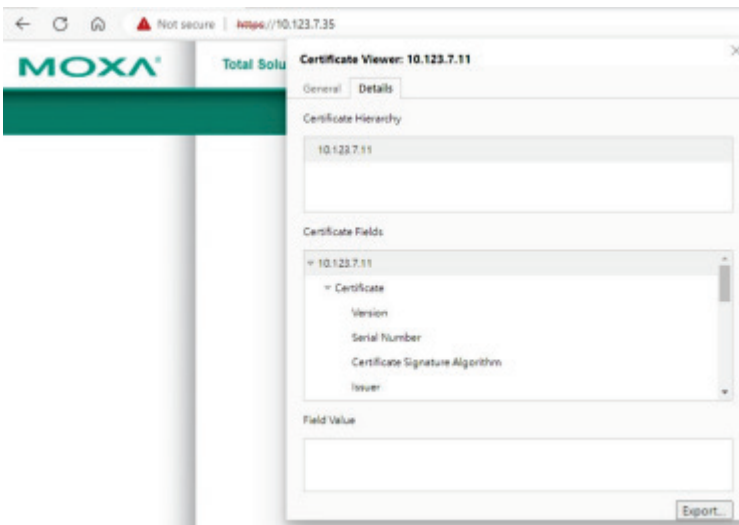 Not secure | https://10.123.7.35
MOXA
Total Solu
Certificate Viewer: 10.123.7.11
General Details
Certificate Hierarchy
10.123.7.11
Certificate Fields
10.123.7.11
Certificate
Version
Serial Number
Certificate Signature Algorithm
Issuer
Field Value
Export...